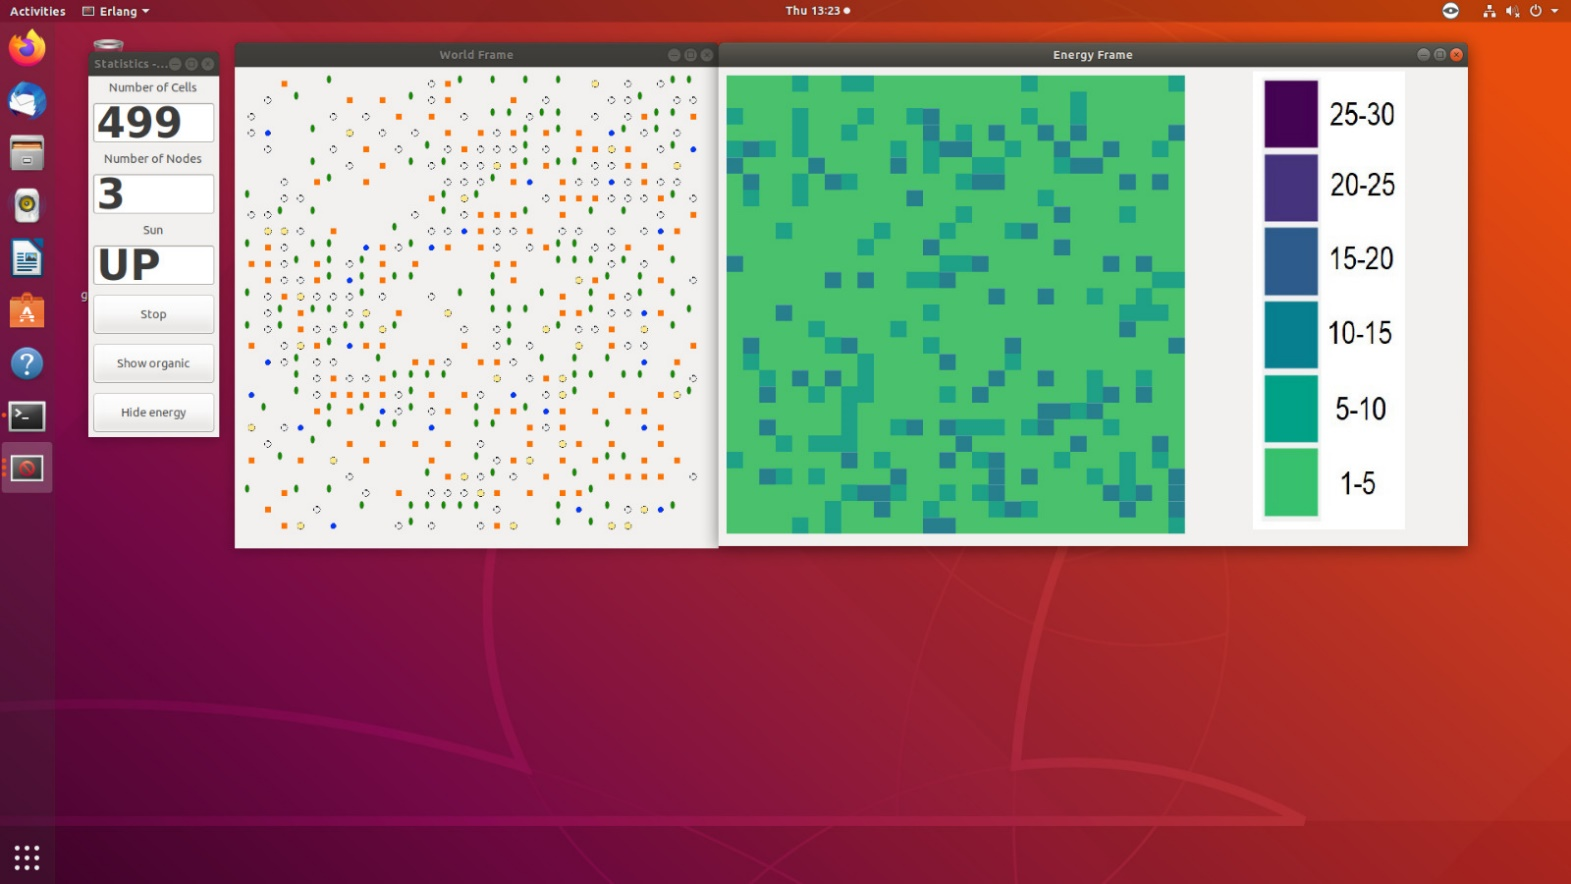 Activities
Erlang
Thu 13:23
Statistics -...
Number of Cells
499
Number of Nodes
3
Sun
UP
Stop
Show organic
Hide energy
g
World Frame
Energy Frame
25-30
20-25
15-20
10-15
5-10
1-5